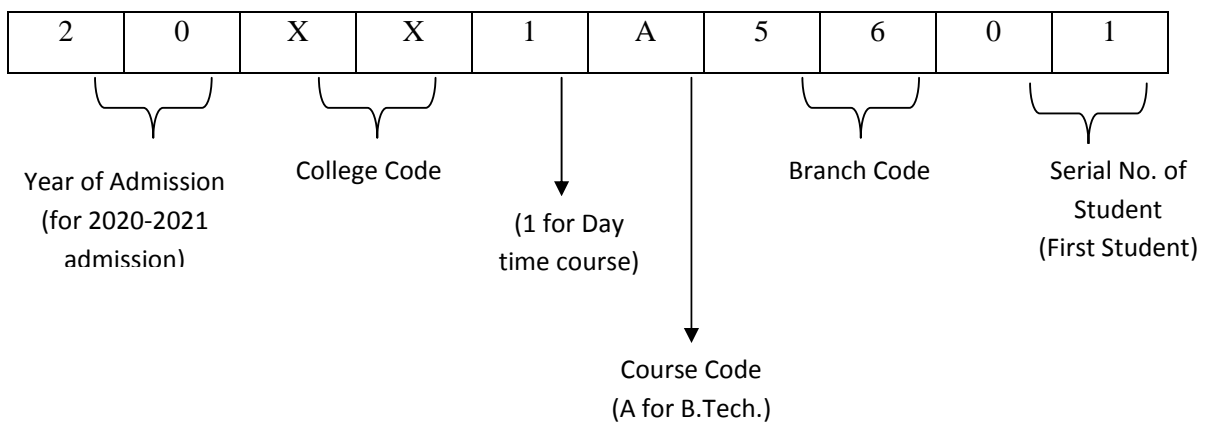 2 0 X X 1 A 5 6 0 1
Year of Admission
(for 2020-2021
admission)
College Code
(1 for Day
time course)
Course Code
(A for B.Tech.)
Branch Code
Serial No. of
Student
(First Student)